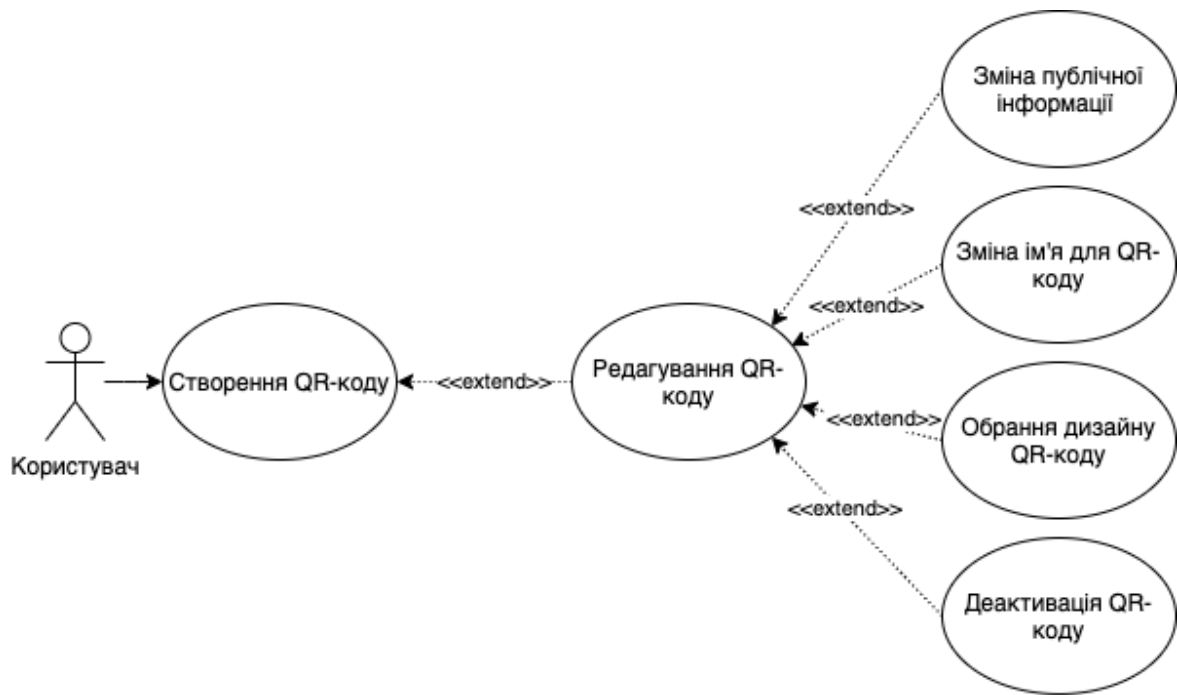 Зміна публічної
інформації
<<extend>>
Зміна ім'я для QR-
коду
<<extend>>
Створення QR-коду
<<extend>>
Редагування QR-
коду
<<extend>>
Обрання дизайну
QR-коду
Користувач
<<extend>>
Деактивація QR-
коду